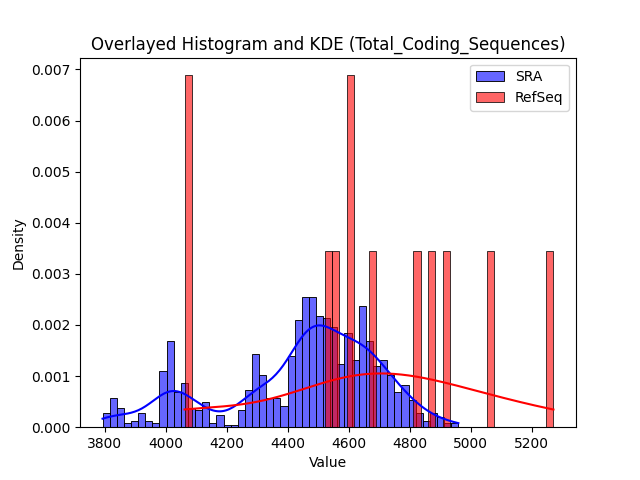 Overlayed Histogram and KDE (Total_Coding_Sequences)
SRA
RefSeq
0.007
0.006
0.005
0.004
0.003
0.002
0.001
0.000
Density
3800 4000 4200 4400 4600 4800 5000 5200
Value